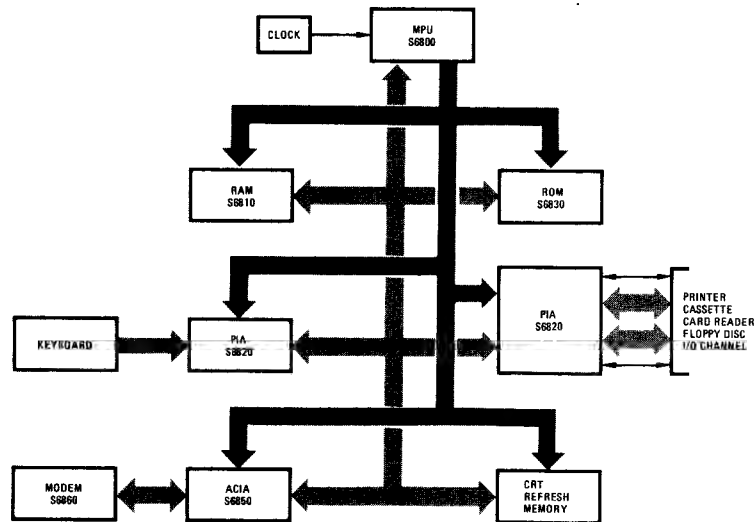 CLOCK
MPU
S6800
RAM
S6810
ROM
S6830
KEYBOARD
PIA
S6820
PIA
S6820
PRINTER
CASSETTE
CARD READER
FLOPPY DISC
I/O CHANNEL
MODEM
S6860
ACIA
S6850
CRT
REFRESH
MEMORY